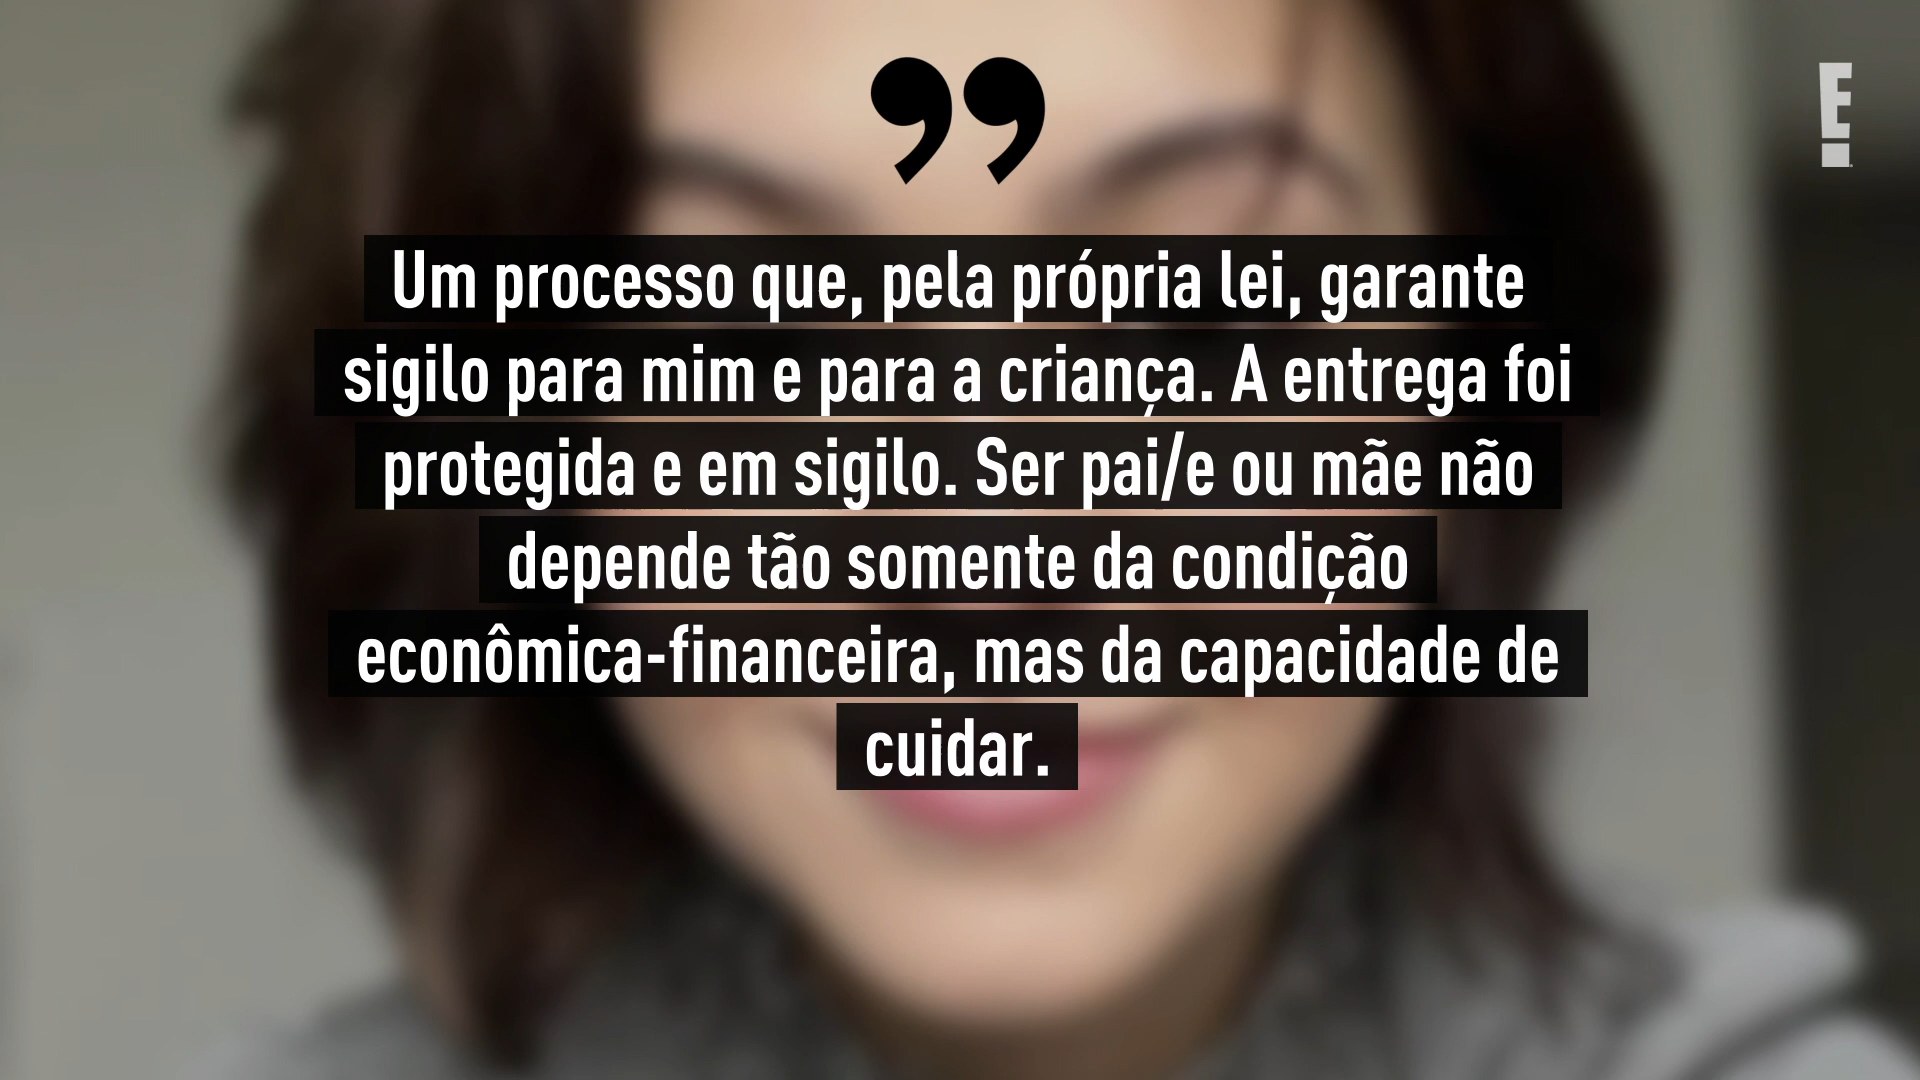 ”
E!
Um processo que, pela própria lei, garante
sigilo para mim e para a criança. A entrega foi
protegida e em sigilo. Ser pai/e ou mãe não
depende tão somente da condição
econômica-financeira, mas da capacidade de
cuidar.